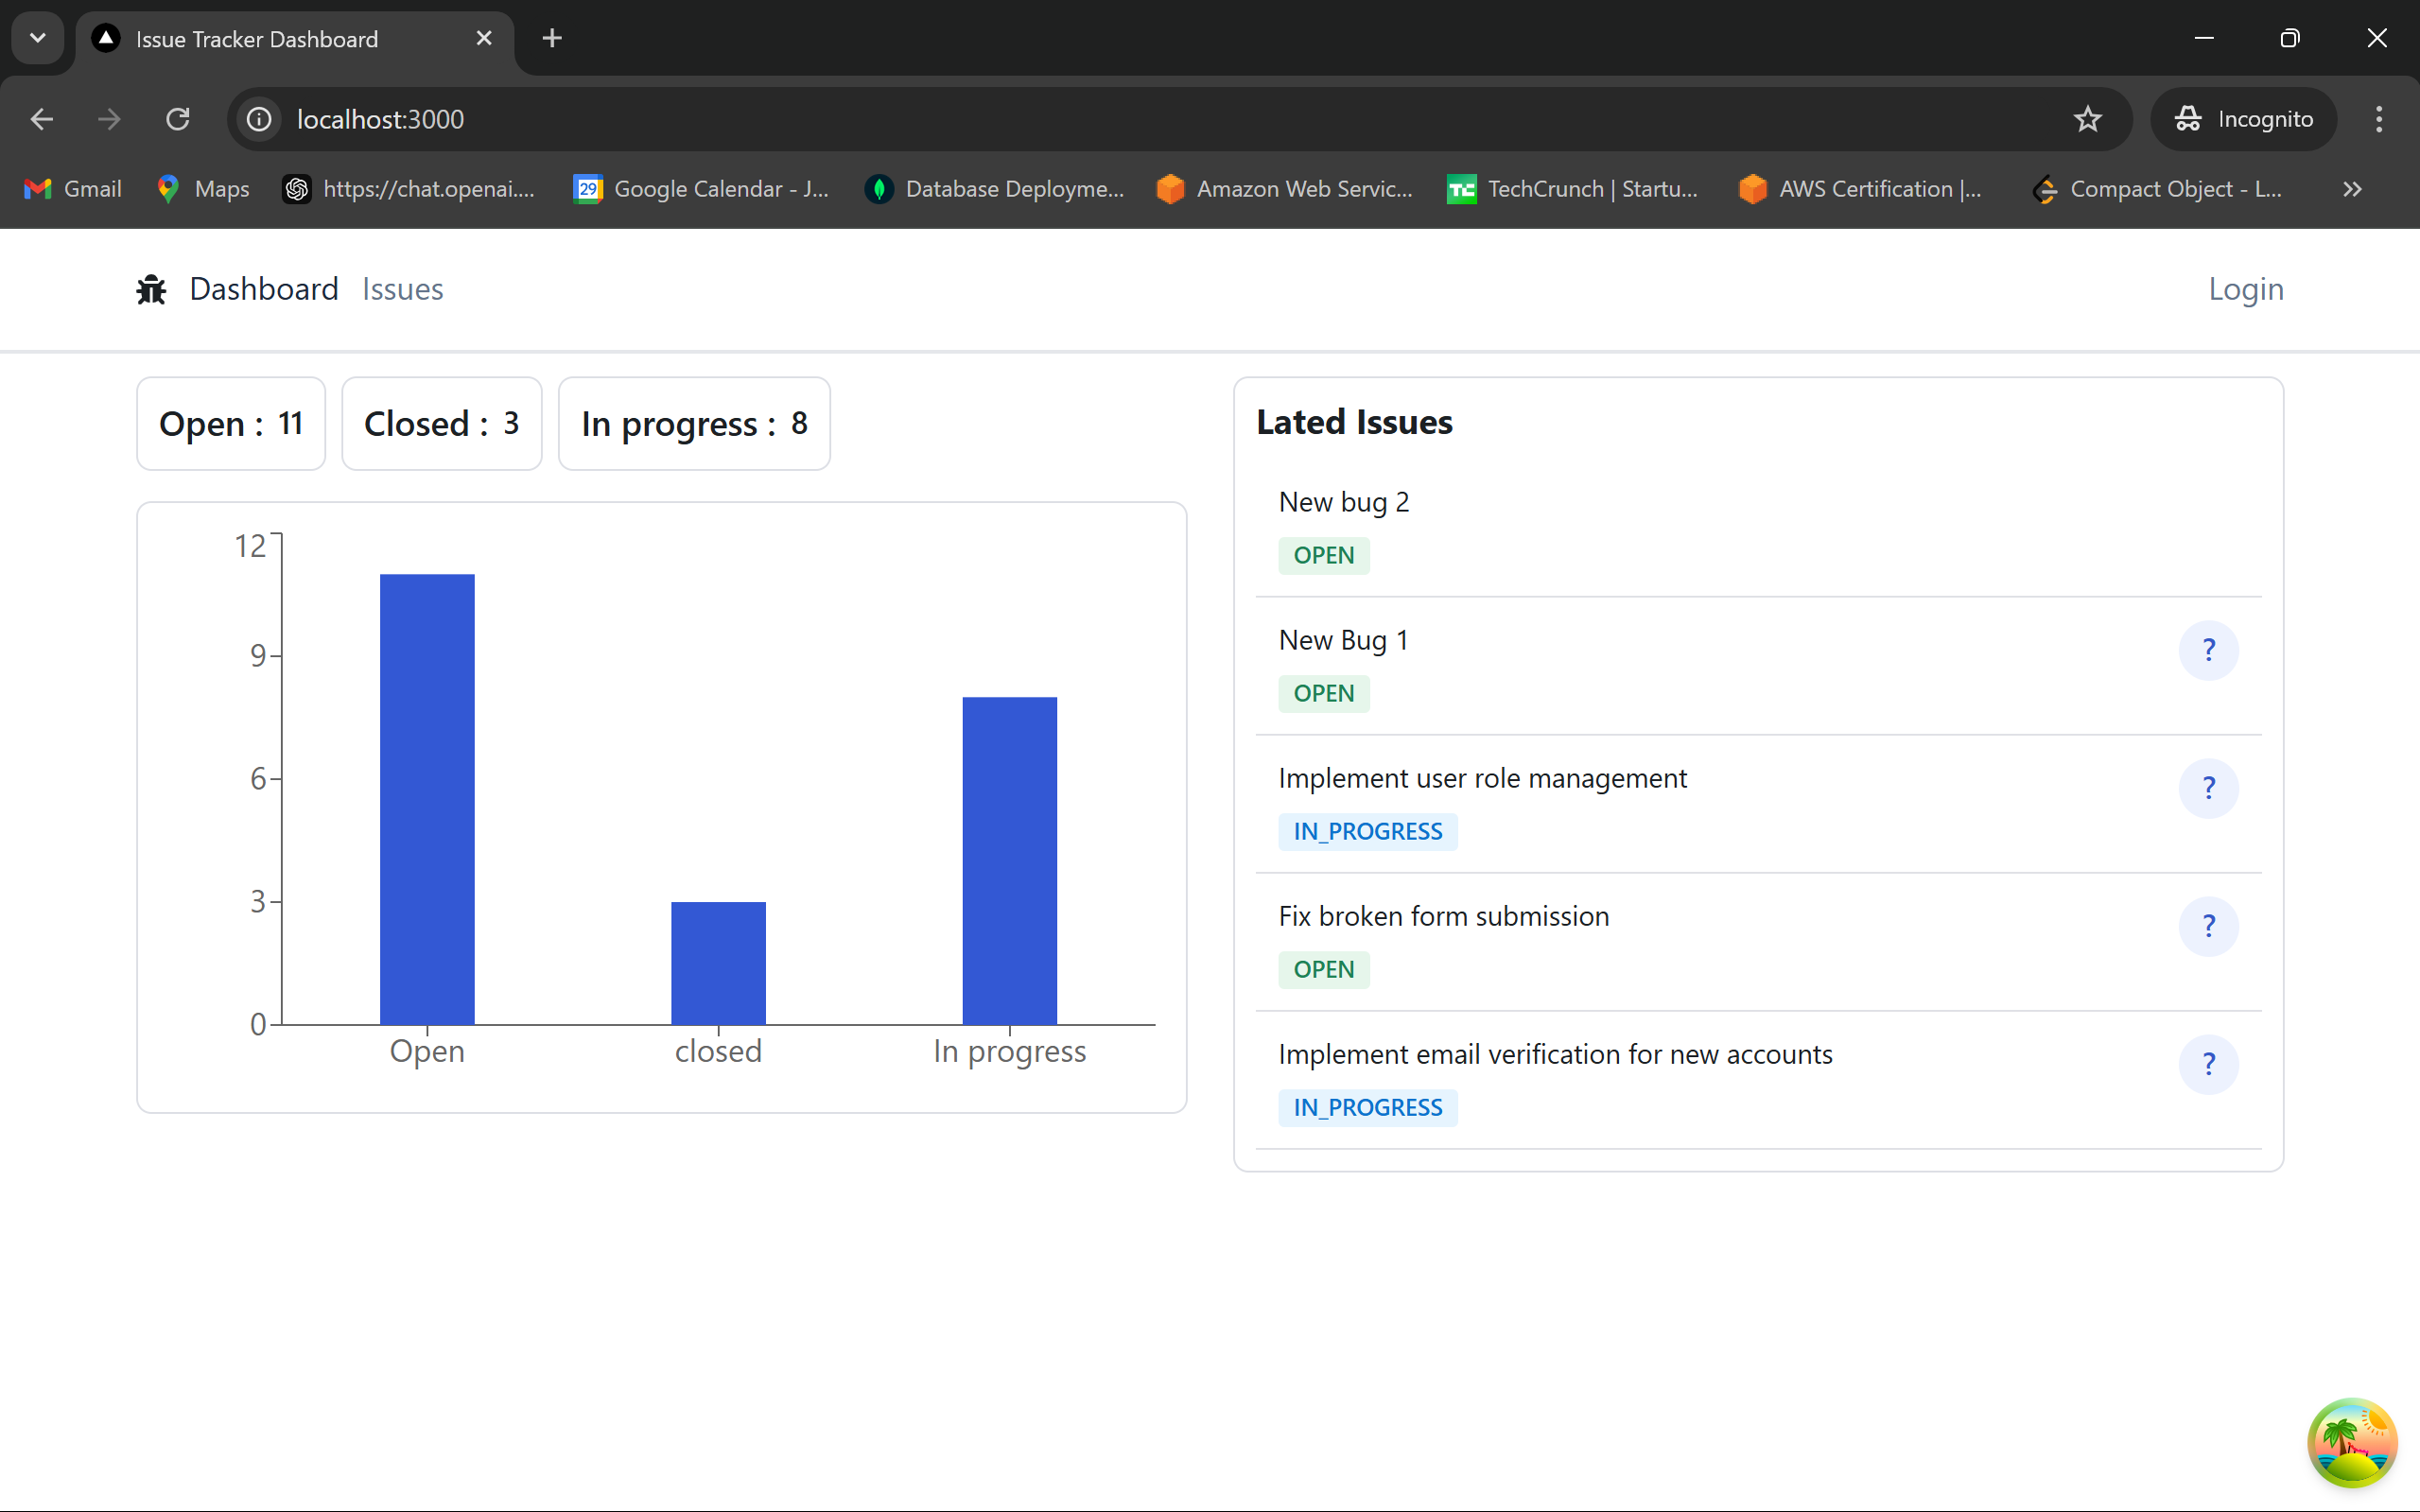 Issue Tracker Dashboard
localhost:3000
Incognito
Gmail
Maps
https://chat.openai....
29
Google Calendar - J...
Database Deployme...
Amazon Web Servic...
TC
TechCrunch | Startu...
AWS Certification |...
Compact Object - L...
Dashboard Issues
Login
Open : 11
Closed : 3
In progress : 8
12
9
6
3
0
Open
closed
In progress
Lated Issues
New bug 2
OPEN
New Bug 1
OPEN
?
Implement user role management
IN_PROGRESS
?
Fix broken form submission
OPEN
?
Implement email verification for new accounts
IN_PROGRESS
?